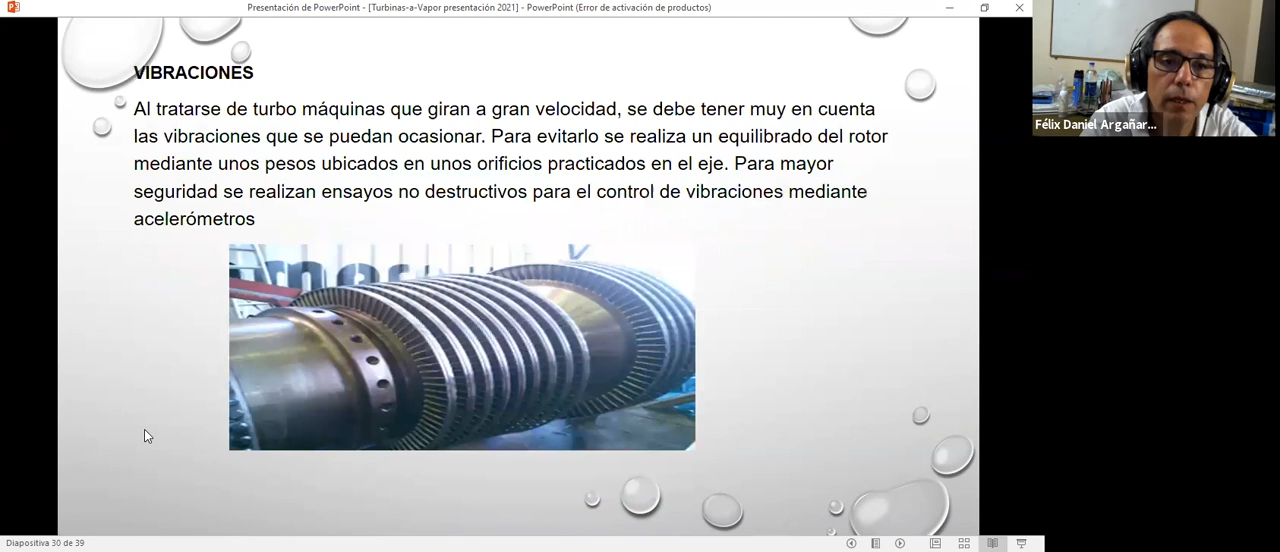 Presentación de PowerPoint - [Turbinas-a-Vapor presentación 2021] - PowerPoint (Error de activación de productos)
VIBRACIONES
Al tratarse de turbo máquinas que giran a gran velocidad, se debe tener muy en cuenta
las vibraciones que se puedan ocasionar. Para evitarlo se realiza un equilibrado del rotor
mediante unos pesos ubicados en unos orificios practicados en el eje. Para mayor
seguridad se realizan ensayos no destructivos para el control de vibraciones mediante
acelerómetros
Félix Daniel Argañar...
Diapositiva 30 de 39